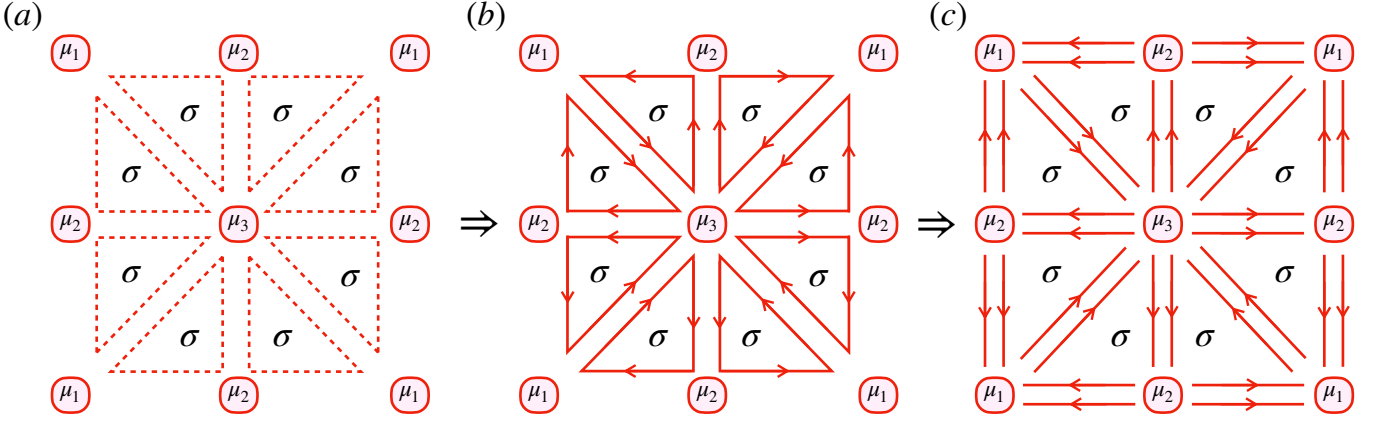 (a) (b) (c)
μ₁ μ₂ μ₁ μ₁ μ₂ μ₁ μ₁ μ₂ μ₁
σ σ σ σ σ σ
σ σ σ σ σ σ
μ₂ μ₃ μ₂ ⇒ μ₂ μ₃ μ₂ ⇒ μ₂ μ₃ μ₂
σ σ σ σ σ σ
σ σ σ σ σ σ
μ₁ μ₂ μ₁ μ₁ μ₂ μ₁ μ₁ μ₂ μ₁